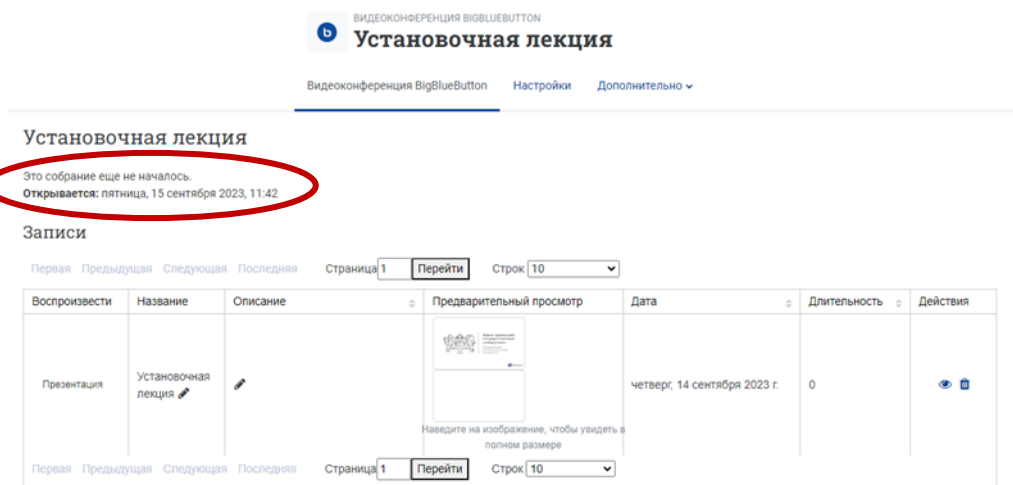 ВИДЕОКОНФЕРЕНЦИЯ BIGBLUEBUTTON
Установочная лекция
Видеоконференция BigBlueButton Настройки Дополнительно
Установочная лекция
Это собрание еще не началось.
Открывается: пятница, 15 сентября 2023, 11:42
Записи
Первая Предыдущая Следующая Последняя Страница 1 Перейти Строк 10
Воспроизвести Название Описание Предварительный просмотр Дата Длительность Действия
Презентация Установочная лекция четверг, 14 сентября 2023 г. 0
Наведите на изображение, чтобы увидеть в
полном размере
Первая Предыдущая Следующая Последняя Страница 1 Перейти Строк 10